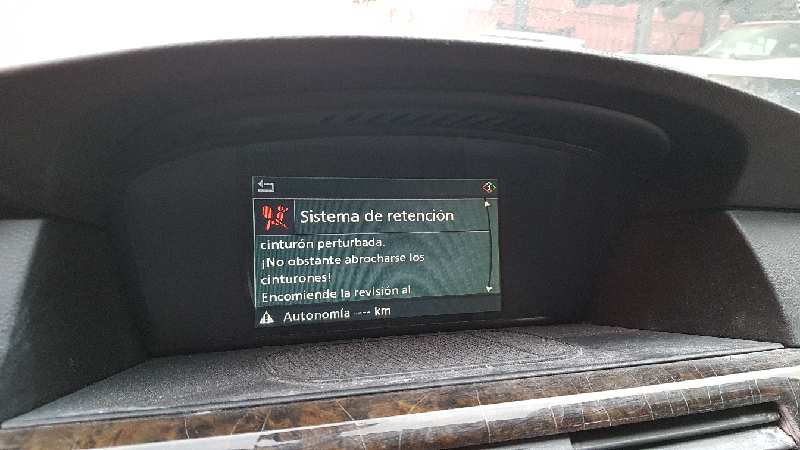 Sistema de retención
cinturón perturbada.
¡No obstante abrocharse los
cinturones!
Encomiende la revisión al
Autonomía ---- km